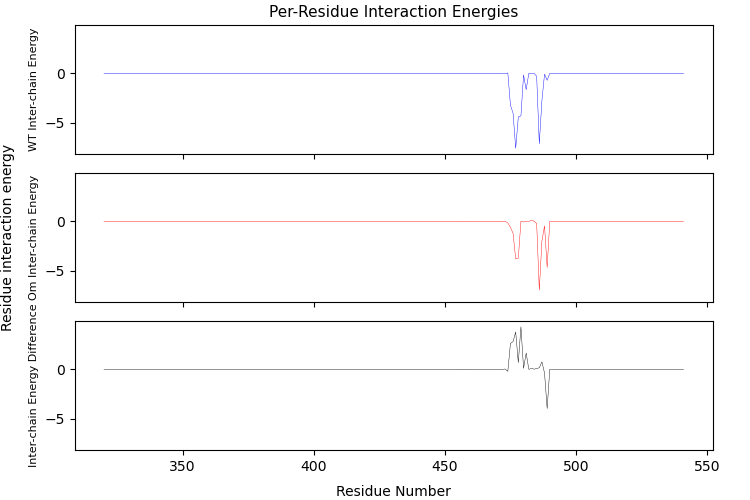 Per-Residue Interaction Energies
Residue interaction energy
WT Inter-chain Energy
0
−5
Om Inter-chain Energy
0
−5
Inter-chain Energy Difference
0
−5
350
400
450
500
550
Residue Number